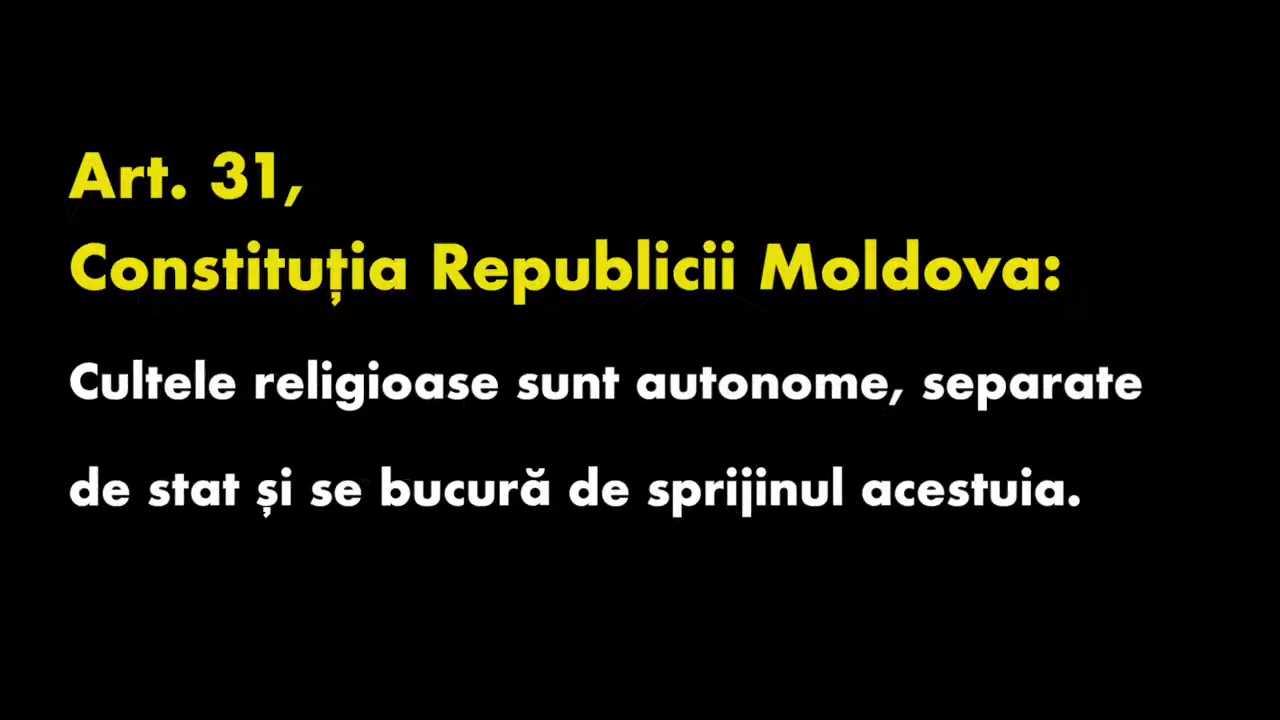 Art. 31,
Constituția Republicii Moldova:
Cultele religioase sunt autonome, separate
de stat și se bucură de sprijinul acestuia.